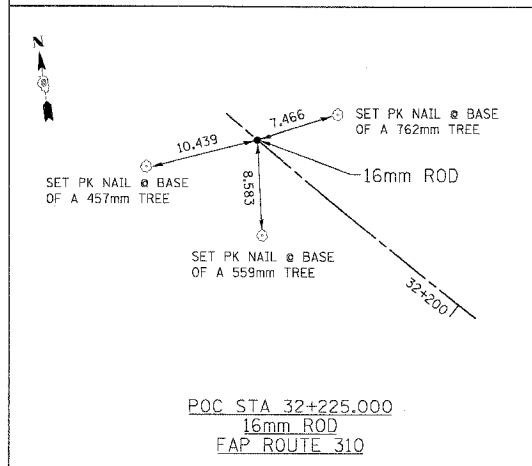 N
7.466
SET PK NAIL @ BASE
OF A 762mm TREE
10.439
16mm ROD
SET PK NAIL @ BASE
OF A 457mm TREE
8.583
SET PK NAIL @ BASE
OF A 559mm TREE
32+200
POC STA 32+225.000
16mm ROD
FAP ROUTE 310